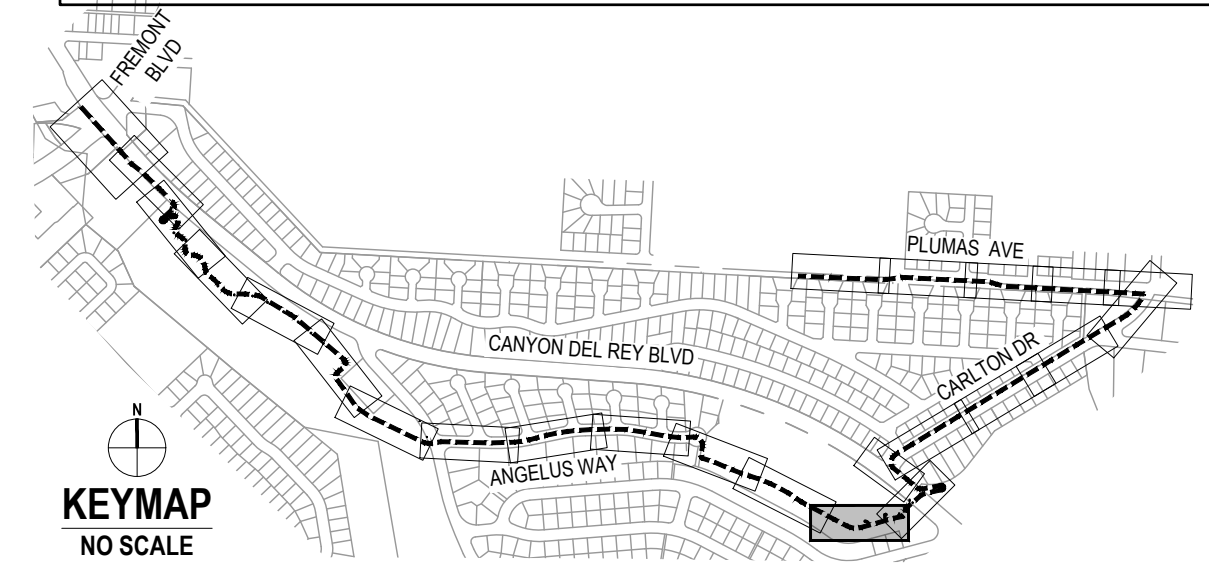 FREMONT
BLVD
PLUMAS AVE
CANYON DEL REY BLVD
CARLTON DR
ANGELUS WAY
N
KEYMAP
NO SCALE